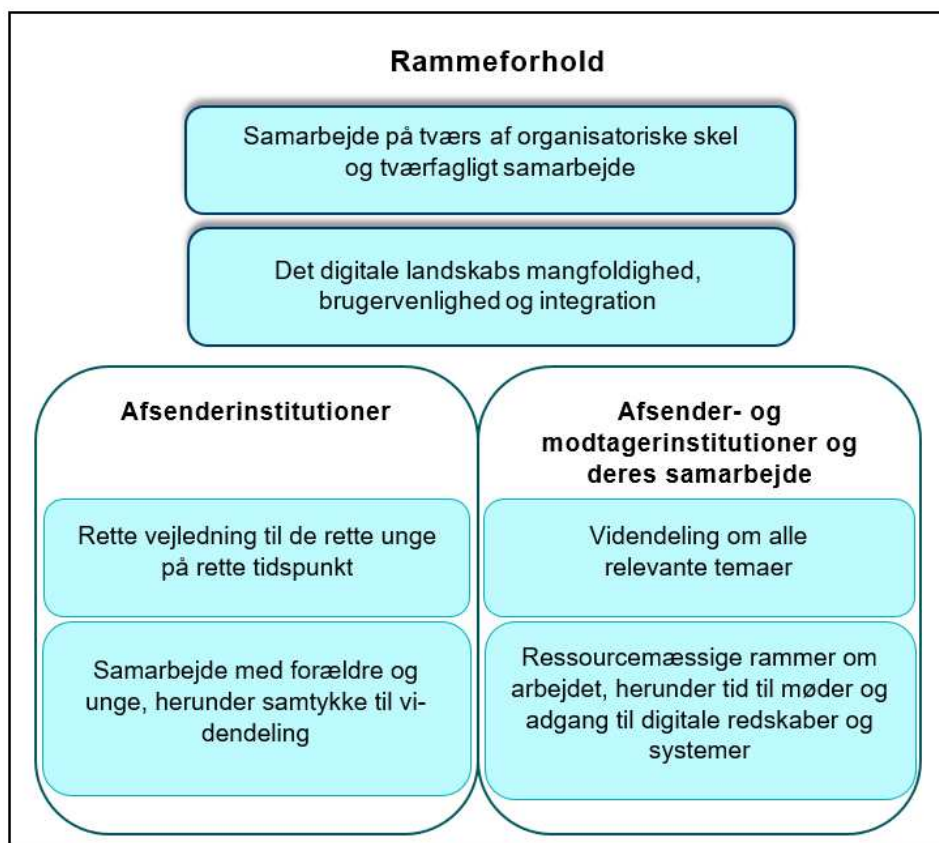 Rammeforhold
Samarbejde på tværs af organisatoriske skel
og tværfagligt samarbejde
Det digitale landskabs mangfoldighed,
brugervenlighed og integration
Afsenderinstitutioner
Rette vejledning til de rette unge
på rette tidspunkt
Samarbejde med forældre og
unge, herunder samtykke til vi-
dendeling
Afsender- og
modtagerinstitutioner og
deres samarbejde
Videndeling om alle
relevante temaer
Ressourcemæssige rammer om
arbejdet, herunder tid til møder og
adgang til digitale redskaber og
systemer